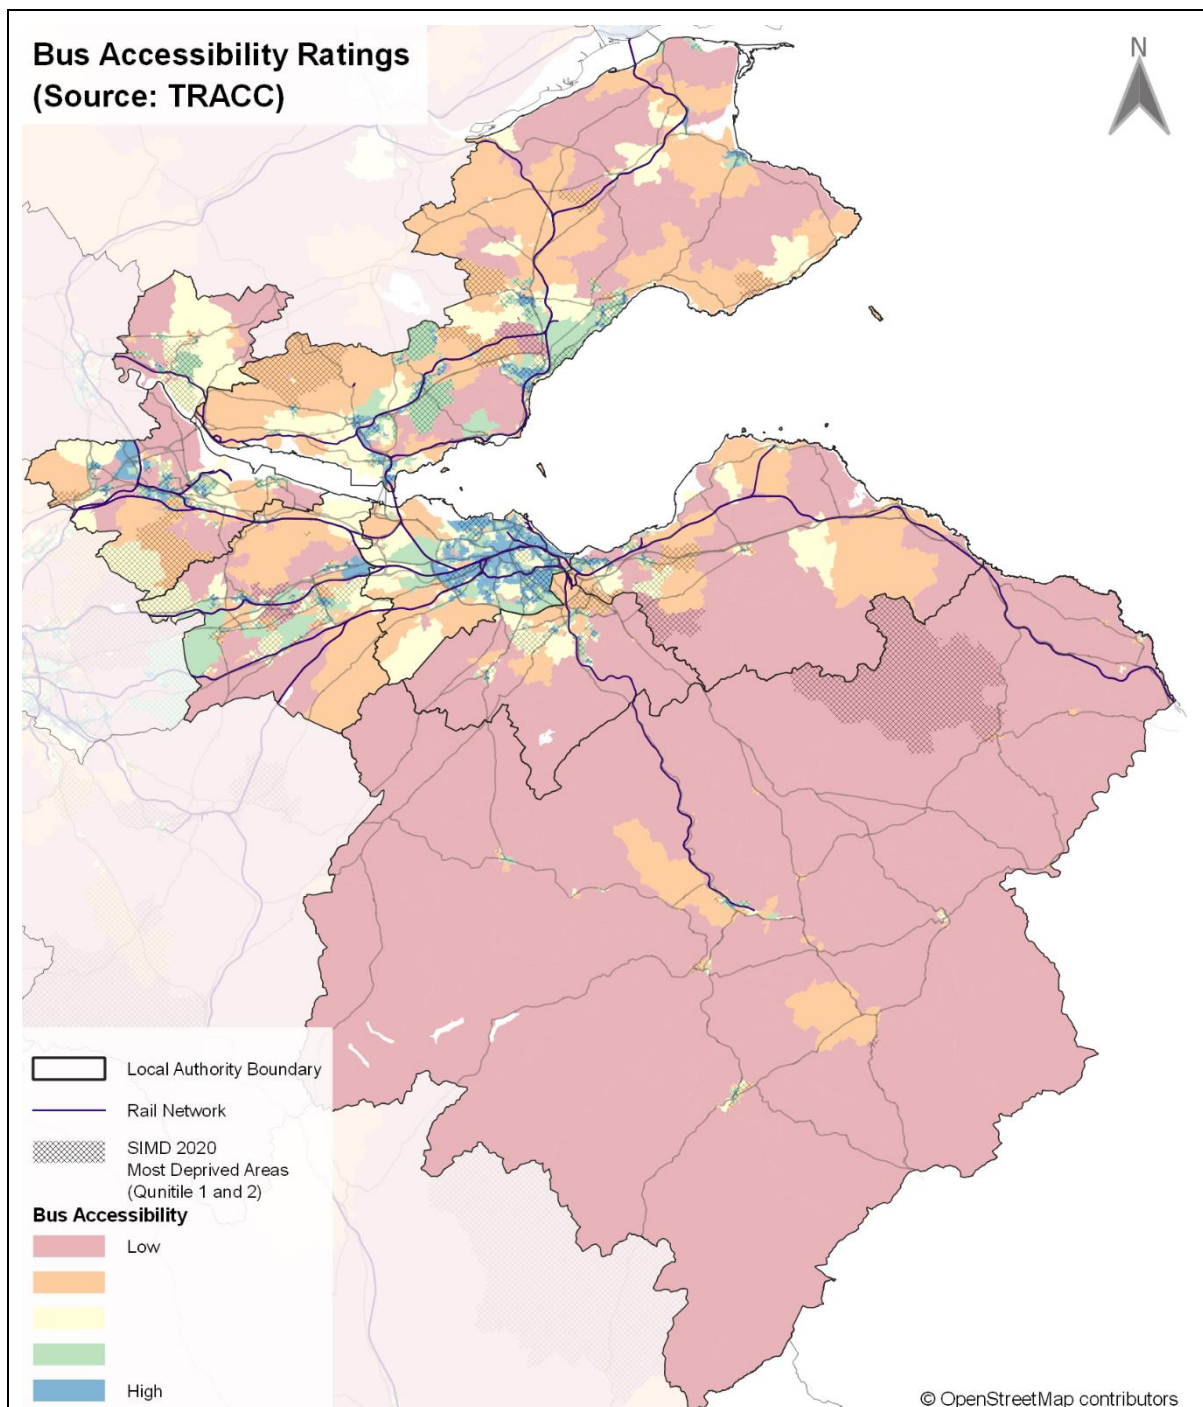 Bus Accessibility Ratings
(Source: TRACC)
N
Local Authority Boundary
Rail Network
SIMD 2020
Most Deprived Areas
(Qunitile 1 and 2)
Bus Accessibility
Low
High
© OpenStreetMap contributors